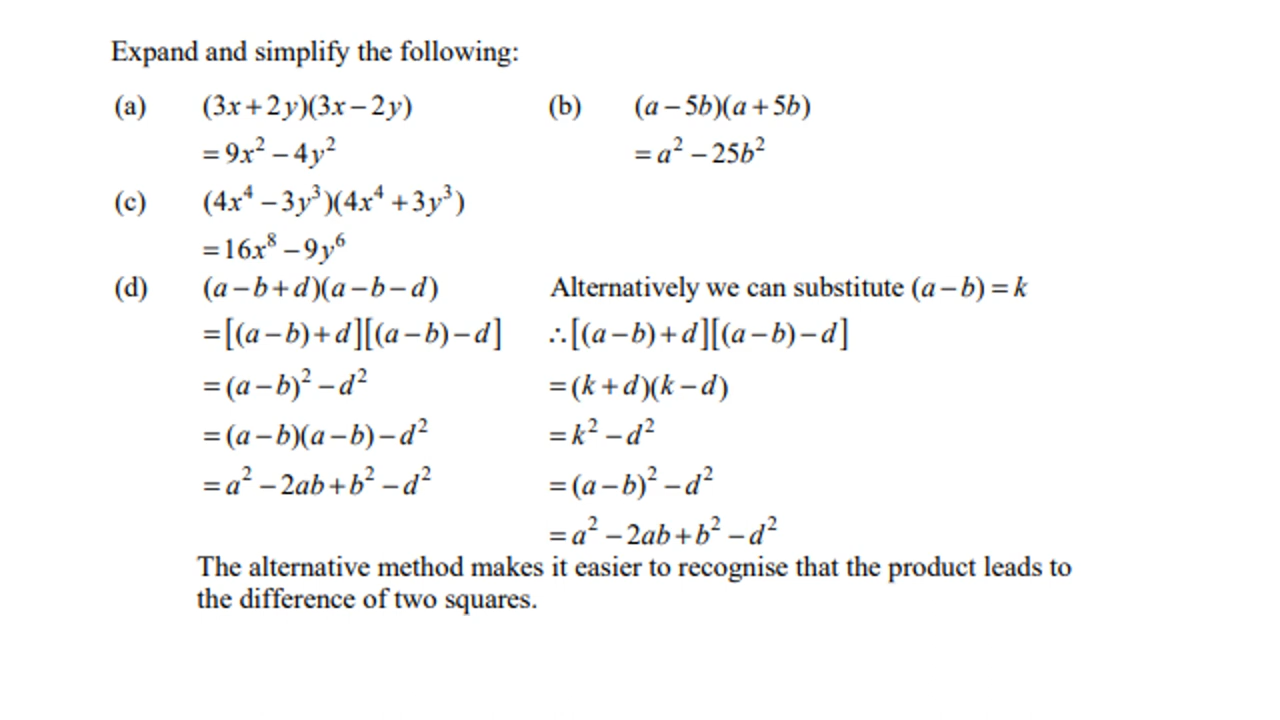 Expand and simplify the following:
(a) (3x+2y)(3x−2y) (b) (a−5b)(a+5b)
=9x² −4y² =a² −25b²
(c) (4x⁴ −3y³)(4x⁴ +3y³)
=16x⁸ −9y⁶
(d) (a−b+d)(a−b−d) Alternatively we can substitute (a−b)=k
=[(a−b)+d][(a−b)−d] ∴[(a−b)+d][(a−b)−d]
=(a−b)² −d² =(k+d)(k−d)
=(a−b)(a−b)−d² =k² −d²
=a² −2ab+b² −d² =(a−b)² −d²
=a² −2ab+b² −d²
The alternative method makes it easier to recognise that the product leads to
the difference of two squares.